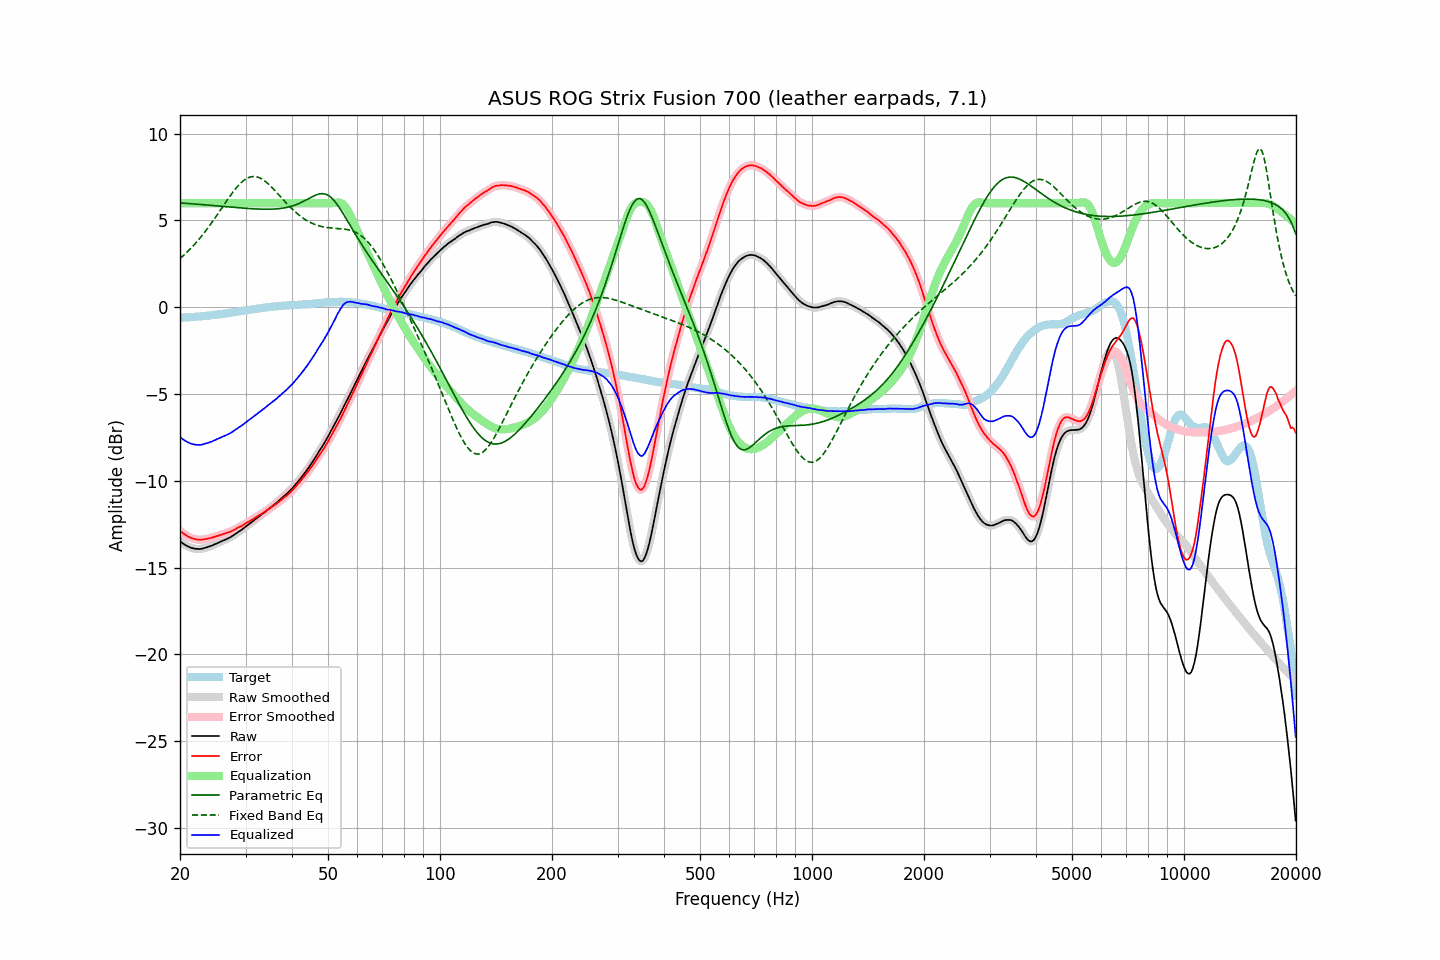 ASUS ROG Strix Fusion 700 (leather earpads, 7.1)
10
5
0
−5
−10
−15
−20
−25
−30
Amplitude (dBr)
Target
Raw Smoothed
Error Smoothed
Raw
Error
Equalization
Parametric Eq
Fixed Band Eq
Equalized
20 50 100 200 500 1000 2000 5000 10000 20000
Frequency (Hz)